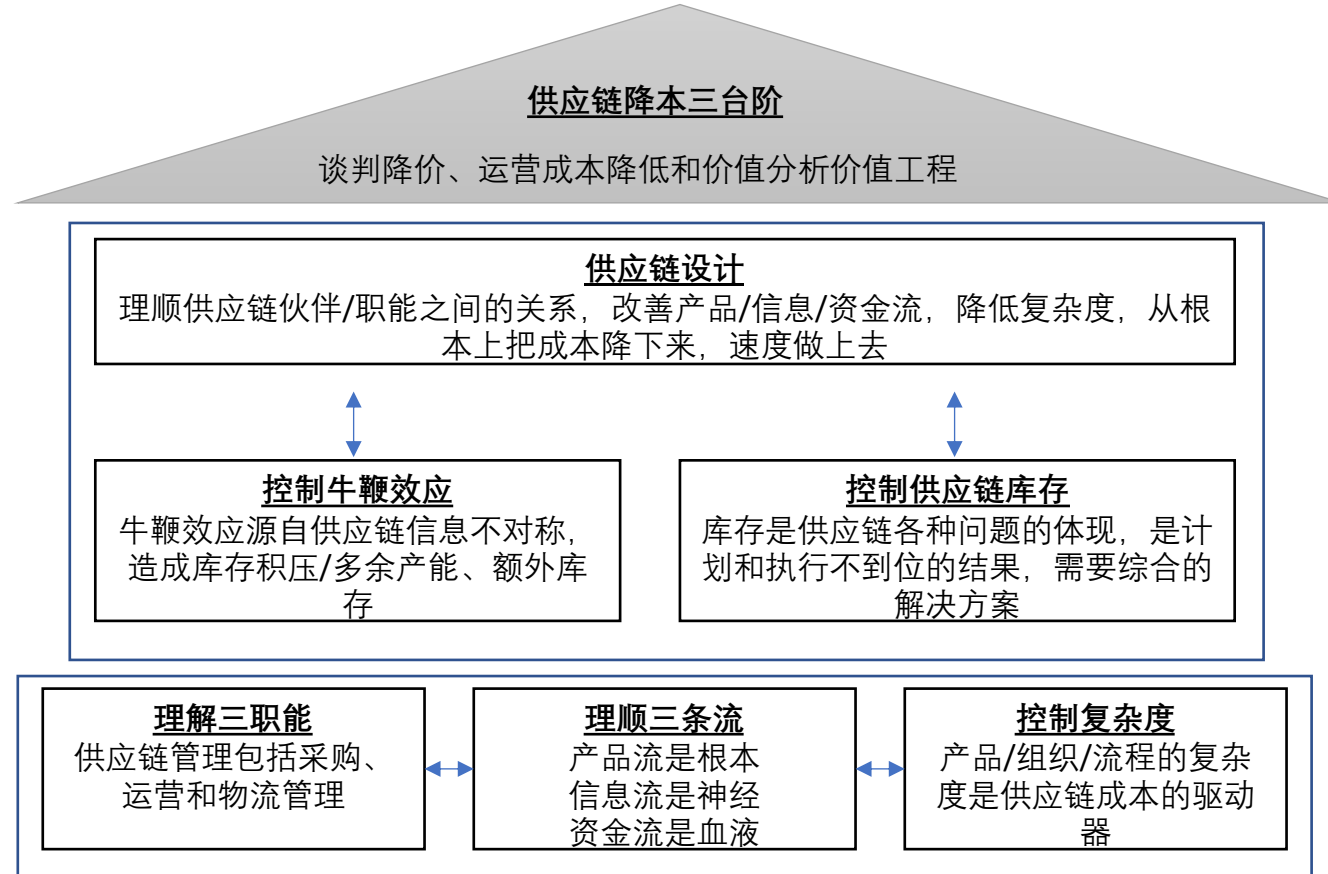 供应链降本三台阶
谈判降价、运营成本降低和价值分析价值工程
供应链设计
理顺供应链伙伴/职能之间的关系，改善产品/信息/资金流，降低复杂度，从根
本上把成本降下来，速度做上去
控制牛鞭效应
牛鞭效应源自供应链信息不对称，
造成库存积压/多余产能、额外库
存
控制供应链库存
库存是供应链各种问题的体现，是计
划和执行不到位的结果，需要综合的
解决方案
理解三职能
供应链管理包括采购、
运营和物流管理
理顺三条流
产品流是根本
信息流是神经
资金流是血液
控制复杂度
产品/组织/流程的复杂
度是供应链成本的驱动
器